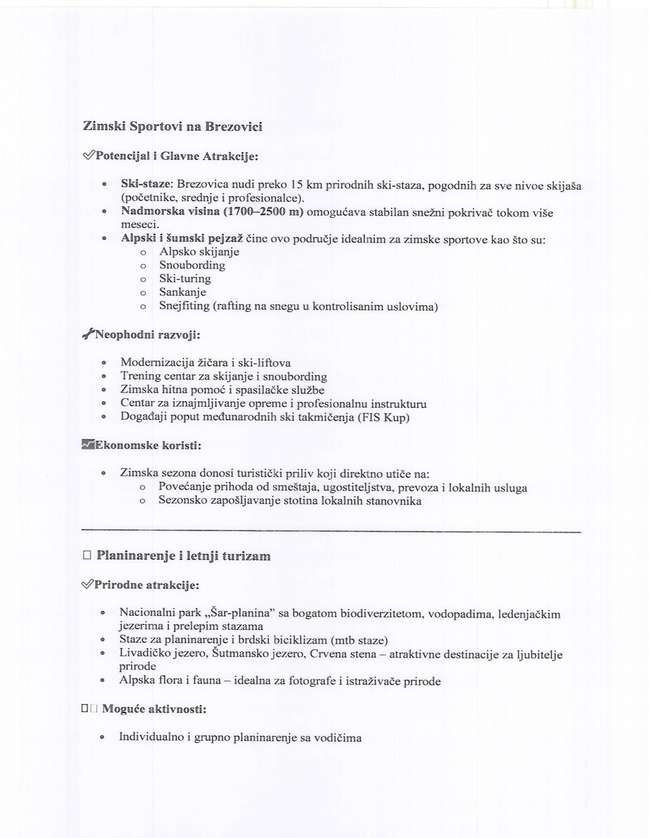 Zimski Sportovi na Brezovici
✓Potencijal i Glavne Atrakcije:
• Ski-staze: Brezovica nudi preko 15 km prirodnih ski-staza, pogodnih za sve nivoe skijaša
(početnike, srednje i profesionalce).
• Nadmorska visina (1700–2500 m) omogućava stabilan snežni pokrivač tokom više
meseci.
• Alpski i šumski pejzaž čine ovo područje idealnim za zimske sportove kao što su:
o Alpsko skijanje
o Snoubording
o Ski-turing
o Sankanje
o Snejfiting (rafting na snegu u kontrolisanim uslovima)
Neophodni razvoji:
• Modernizacija žičara i ski-liftova
• Trening centar za skijanje i snoubording
• Zimska hitna pomoć i spasilačke službe
• Centar za iznajmljivanje opreme i profesionalnu instrukturu
• Događaji poput međunarodnih ski takmičenja (FIS Kup)
Ekonomske koristi:
• Zimska sezona donosi turistički priliv koji direktno utiče na:
o Povećanje prihoda od smeštaja, ugostiteljstva, prevoza i lokalnih usluga
o Sezonsko zapošljavanje stotina lokalnih stanovnika
□ Planinarenje i letnji turizam
✓Prirodne atrakcije:
• Nacionalni park „Šar-planina” sa bogatom biodiverzitetom, vodopadima, ledenjačkim
jezerima i prelepim stazama
• Staze za planinarenje i brdski biciklizam (mtb staze)
• Livadičko jezero, Šutmansko jezero, Crvena stena – atraktivne destinacije za ljubitelje
prirode
• Alpska flora i fauna – idealna za fotografe i istraživače prirode
□□ Moguće aktivnosti:
• Individualno i grupno planinarenje sa vodičima